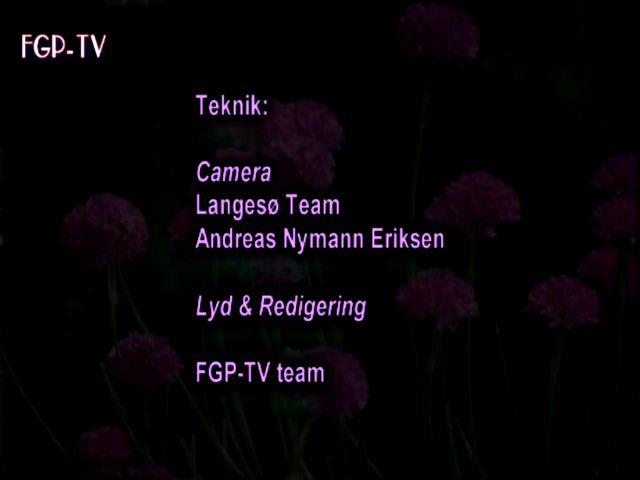 FGP-TV
Teknik:
Camera
Langesø Team
Andreas Nymann Eriksen
Lyd & Redigering
FGP-TV team